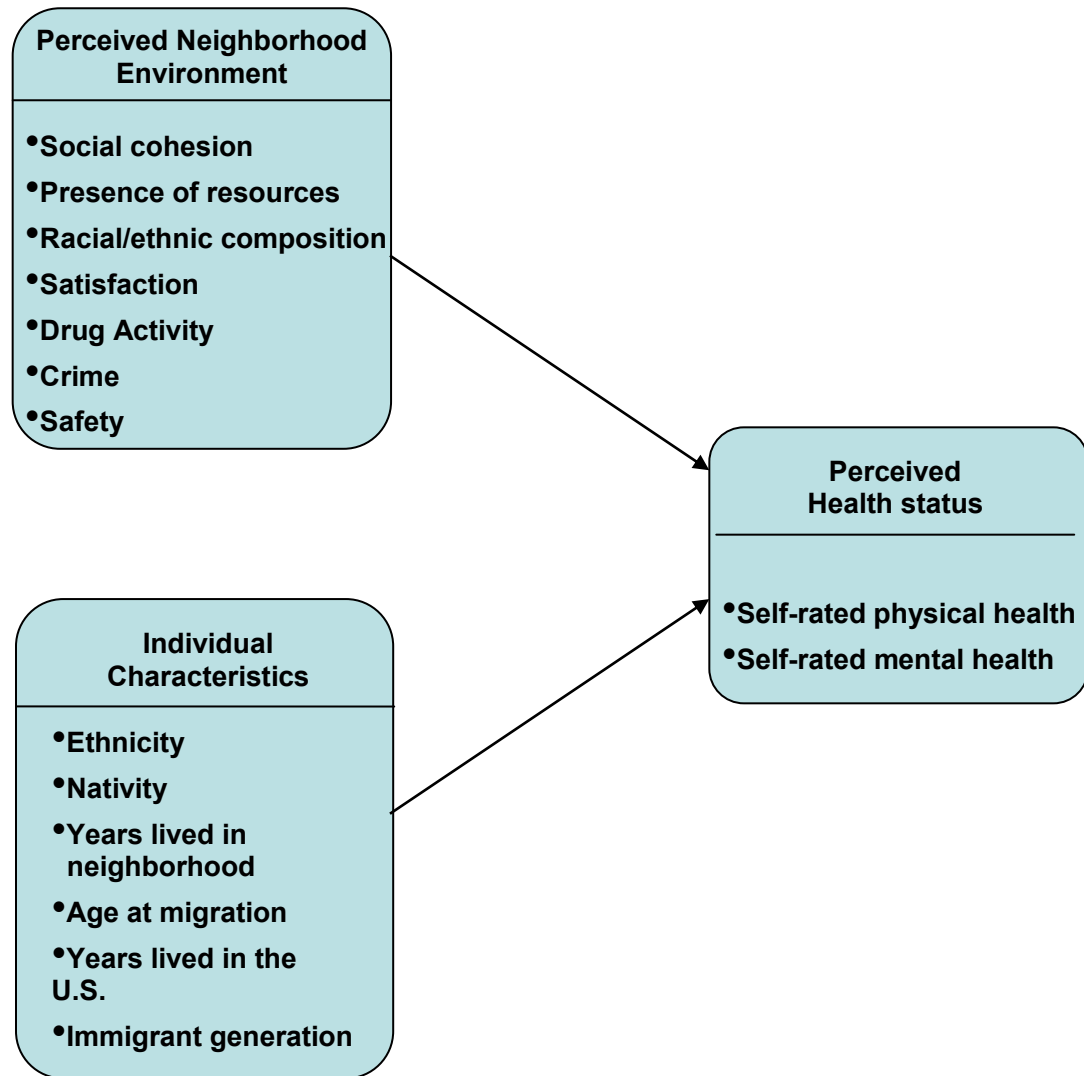 Perceived Neighborhood
Environment
•Social cohesion
•Presence of resources
•Racial/ethnic composition
•Satisfaction
•Drug Activity
•Crime
•Safety
Perceived
Health status
•Self-rated physical health
•Self-rated mental health
Individual
Characteristics
•Ethnicity
•Nativity
•Years lived in
neighborhood
•Age at migration
•Years lived in the
U.S.
•Immigrant generation